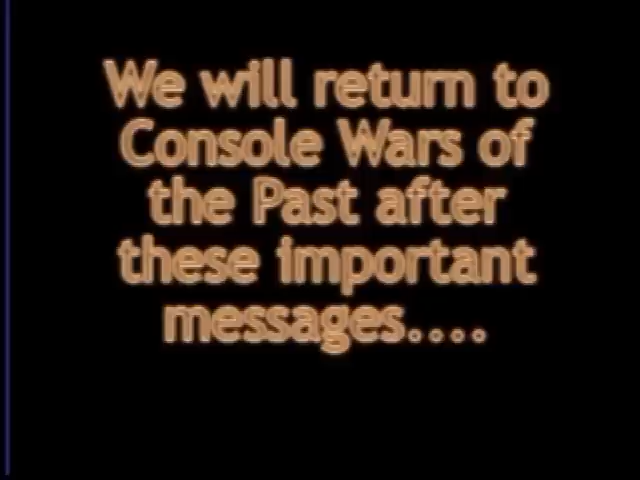 We will return to
Console Wars of
the Past after
these important
messages....